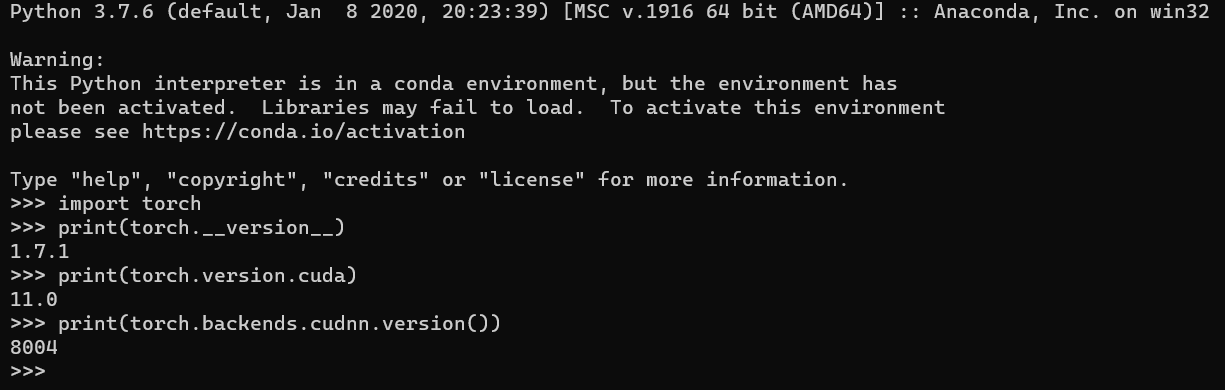 Python 3.7.6 (default, Jan  8 2020, 20:23:39) [MSC v.1916 64 bit (AMD64)] :: Anaconda, Inc. on win32
Warning:
This Python interpreter is in a conda environment, but the environment has
not been activated.  Libraries may fail to load.  To activate this environment
please see https://conda.io/activation
Type "help", "copyright", "credits" or "license" for more information.
>>> import torch
>>> print(torch.__version__)
1.7.1
>>> print(torch.version.cuda)
11.0
>>> print(torch.backends.cudnn.version())
8004
>>>